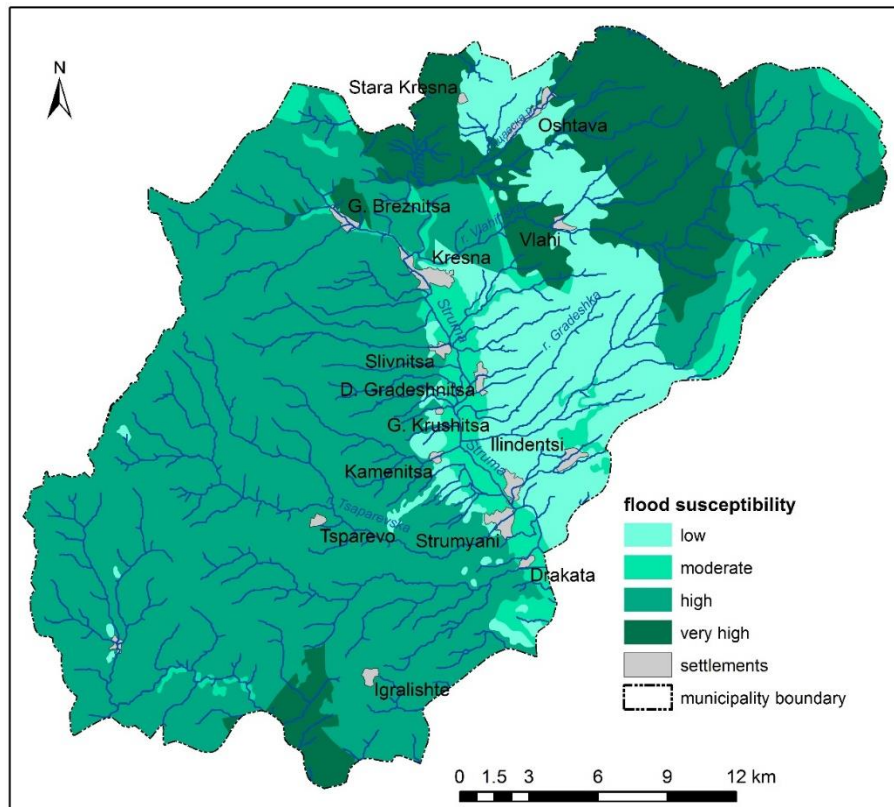 N
Stara Kresna
Oshtava
G. Breznitsa
r. Vlahi
Vlahi
Kresna
Struma
r. Gradeshka
Slivnitsa
D. Gradeshnitsa
G. Krushitsa
Struma
Ilindentsi
Kamenitsa
Tsaparevska
Tsparevo
Strumyani
Drakata
Igralishte
flood susceptibility
low
moderate
high
very high
settlements
municipality boundary
0 1.5 3 6 9 12 km